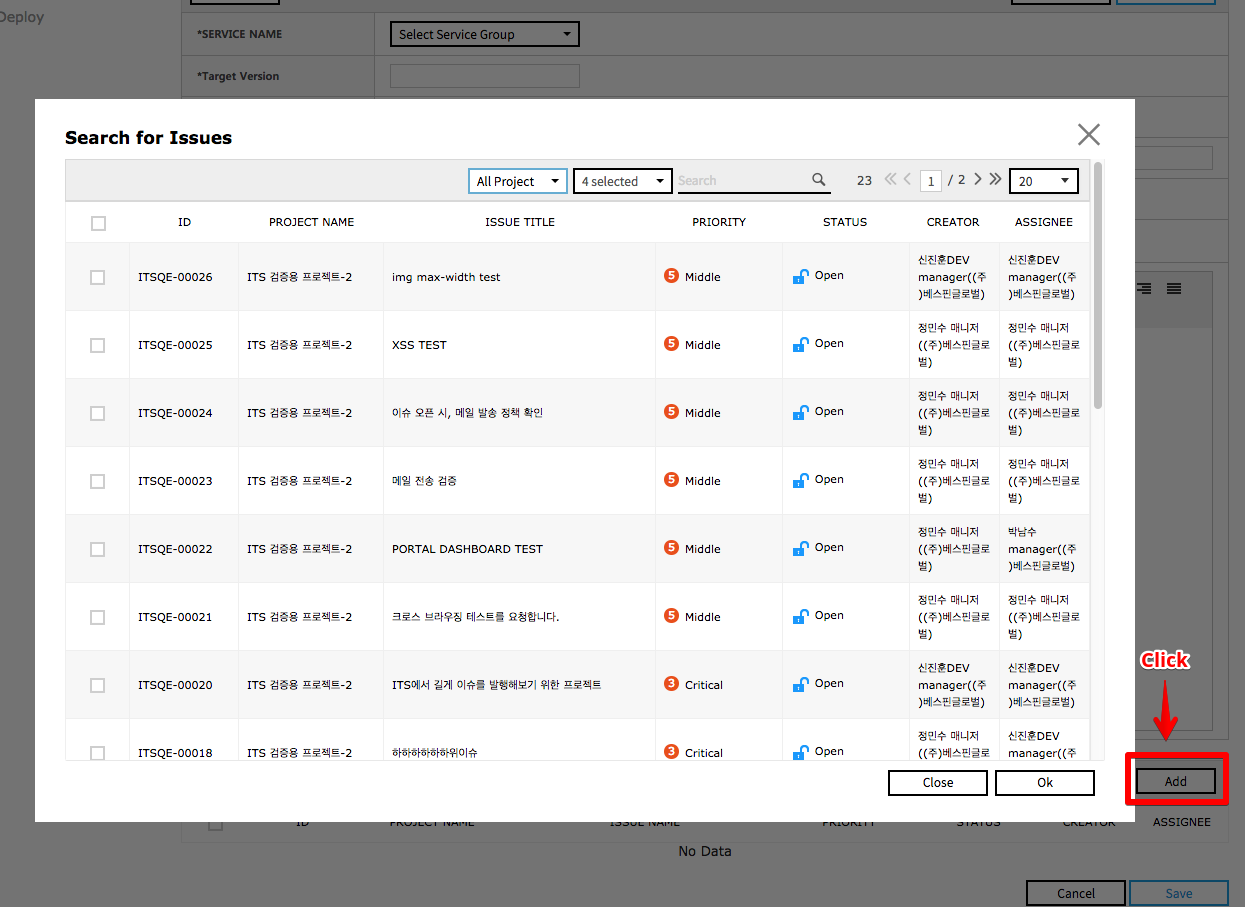 Deploy
*SERVICE NAME
Select Service Group
*Target Version
Search for Issues
All Project
4 selected
Search
23
1 / 2
20
ID PROJECT NAME ISSUE TITLE PRIORITY STATUS CREATOR ASSIGNEE
신진훈DEV 신진훈DEV
ITSQE-00026 ITS 검증용 프로젝트-2 img max-width test 5 Middle Open manager((주 manager((주
)베스핀글로벌) )베스핀글로벌)
정민수 매니저 정민수 매니저
ITSQE-00025 ITS 검증용 프로젝트-2 XSS TEST 5 Middle Open ((주)베스핀글로 ((주)베스핀글로
벌) 벌)
정민수 매니저 정민수 매니저
ITSQE-00024 ITS 검증용 프로젝트-2 이슈 오픈 시, 메일 발송 정책 확인 5 Middle Open ((주)베스핀글로 ((주)베스핀글로
벌) 벌)
정민수 매니저 정민수 매니저
ITSQE-00023 ITS 검증용 프로젝트-2 메일 전송 검증 5 Middle Open ((주)베스핀글로 ((주)베스핀글로
벌) 벌)
정민수 매니저 박남수
ITSQE-00022 ITS 검증용 프로젝트-2 PORTAL DASHBOARD TEST 5 Middle Open ((주)베스핀글로 manager((주
벌) )베스핀글로벌)
정민수 매니저 정민수 매니저
ITSQE-00021 ITS 검증용 프로젝트-2 크로스 브라우징 테스트를 요청합니다. 5 Middle Open ((주)베스핀글로 ((주)베스핀글로
벌) 벌)
신진훈DEV 신진훈DEV
ITSQE-00020 ITS 검증용 프로젝트-2 ITS에서 길게 이슈를 발행해보기 위한 프로젝트 3 Critical Open manager((주 manager((주
)베스핀글로벌) )베스핀글로벌)
정민수 매니저 신진훈DEV
ITSQE-00018 ITS 검증용 프로젝트-2 하하하하하하위이슈 3 Critical Open ((주)베스핀글로 manager((주
Click
Close
Ok
Add
ID PROJECT NAME ISSUE NAME PRIORITY STATUS CREATOR ASSIGNEE
No Data
Cancel
Save